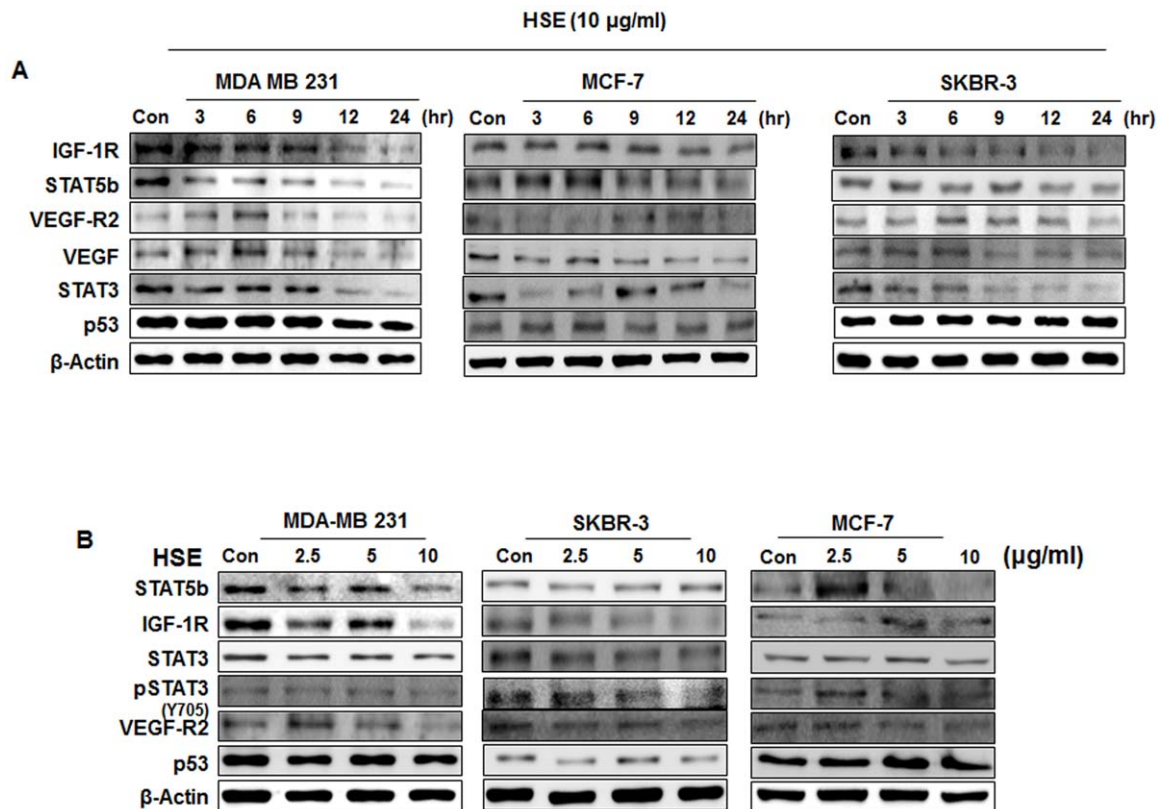 HSE (10 µg/ml)
A
MDA MB 231 MCF-7 SKBR-3
Con 3 6 9 12 24 (hr) Con 3 6 9 12 24 (hr) Con 3 6 9 12 24 (hr)
IGF-1R
STAT5b
VEGF-R2
VEGF
STAT3
p53
β-Actin
B
MDA-MB 231 SKBR-3 MCF-7
HSE Con 2.5 5 10 Con 2.5 5 10 Con 2.5 5 10 (µg/ml)
STAT5b
IGF-1R
STAT3
pSTAT3
(Y705)
VEGF-R2
p53
β-Actin